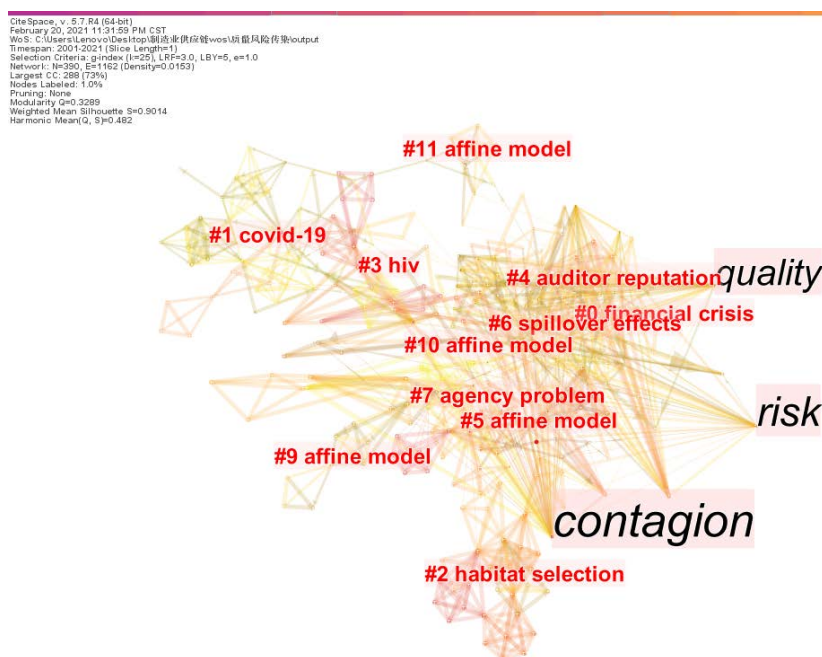 CiteSpace, v. 5.7.R4 (64-bit)
February 20, 2021 11:31:59 PM CST
WoS: C:\Users\Lenovo\Desktop\制造业供应链wos\质量风险传染\output
Timespan: 2001-2021 (Slice Length=1)
Selection Criteria: g-index (k=25), LRF=3.0, LBY=5, e=1.0
Network: N=390, E=1162 (Density=0.0153)
Largest CC: 288 (73%)
Nodes Labeled: 1.0%
Pruning: None
Modularity Q=0.3289
Weighted Mean Silhouette S=0.9014
Harmonic Mean(Q, S)=0.482
#11 affine model
#1 covid-19
#3 hiv
#4 auditor reputation
quality
#0 financial crisis
#6 spillover effects
#10 affine model
#7 agency problem
risk
#5 affine model
#9 affine model
contagion
#2 habitat selection